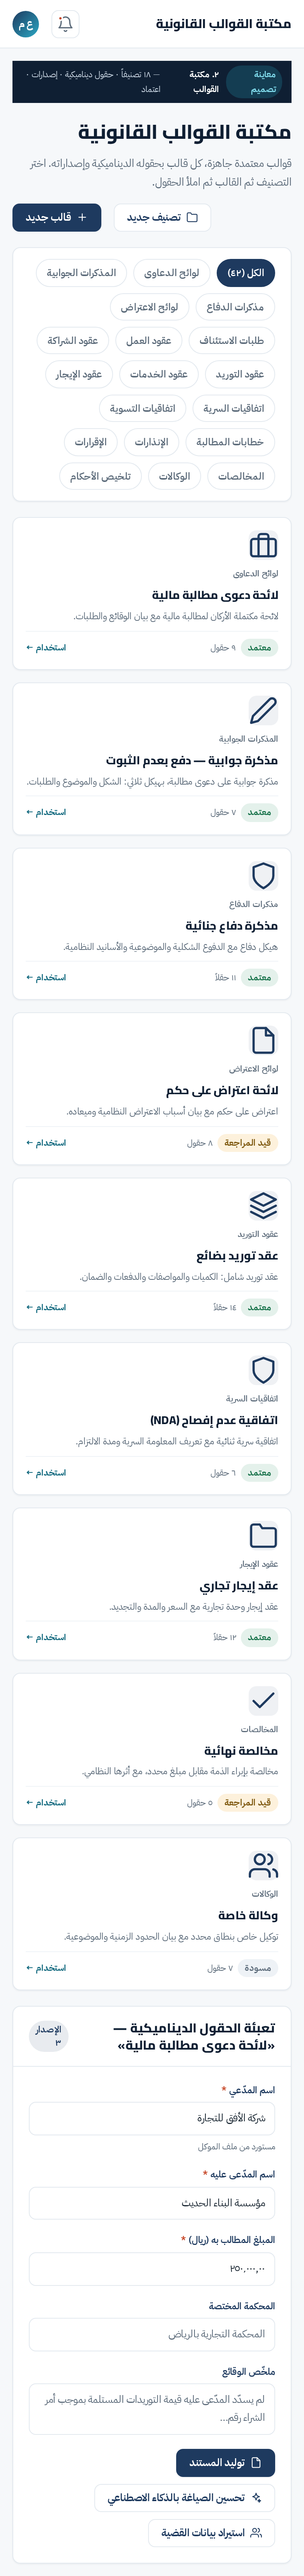 مكتبة القوالب القانونية
ع م
معاينة تصميم
٢. مكتبة القوالب
— ١٨ تصنيفاً · حقول ديناميكية · إصدارات · اعتماد
مكتبة القوالب القانونية
قوالب معتمدة جاهزة، كل قالب بحقوله الديناميكية وإصداراته. اختر
التصنيف ثم القالب ثم املأ الحقول.
تصنيف جديد
+ قالب جديد
الكل (٤٢)
لوائح الدعاوى
المذكرات الجوابية
مذكرات الدفاع
لوائح الاعتراض
طلبات الاستئناف
عقود العمل
عقود الشراكة
عقود التوريد
عقود الخدمات
عقود الإيجار
اتفاقيات السرية
اتفاقيات التسوية
خطابات المطالبة
الإنذارات
الإقرارات
المخالصات
الوكالات
تلخيص الأحكام
لوائح الدعاوى
لائحة دعوى مطالبة مالية
لائحة مكتملة الأركان لمطالبة مالية مع بيان الوقائع والطلبات.
معتمد
٩ حقول
استخدام ←
المذكرات الجوابية
مذكرة جوابية — دفع بعدم الثبوت
مذكرة جوابية على دعوى مطالبة، بهيكل ثلاثي: الشكل والموضوع والطلبات.
معتمد
٧ حقول
استخدام ←
مذكرات الدفاع
مذكرة دفاع جنائية
هيكل دفاع مع الدفوع الشكلية والموضوعية والأسانيد النظامية.
معتمد
١١ حقلاً
استخدام ←
لوائح الاعتراض
لائحة اعتراض على حكم
اعتراض على حكم مع بيان أسباب الاعتراض النظامية وميعاده.
قيد المراجعة
٨ حقول
استخدام ←
عقود التوريد
عقد توريد بضائع
عقد توريد شامل: الكميات والمواصفات والدفعات والضمان.
معتمد
١٤ حقلاً
استخدام ←
اتفاقيات السرية
اتفاقية عدم إفصاح (NDA)
اتفاقية سرية ثنائية مع تعريف المعلومة السرية ومدة الالتزام.
معتمد
٦ حقول
استخدام ←
عقود الإيجار
عقد إيجار تجاري
عقد إيجار وحدة تجارية مع السعر والمدة والتجديد.
معتمد
١٢ حقلاً
استخدام ←
المخالصات
مخالصة نهائية
مخالصة بإبراء الذمة مقابل مبلغ محدد، مع أثرها النظامي.
قيد المراجعة
٥ حقول
استخدام ←
الوكالات
وكالة خاصة
توكيل خاص بنطاق محدد مع بيان الحدود الزمنية والموضوعية.
مسودة
٧ حقول
استخدام ←
تعبئة الحقول الديناميكية —
«لائحة دعوى مطالبة مالية»
الإصدار ٣
اسم المدّعي *
شركة الأفق للتجارة
مستورد من ملف الموكل
اسم المدّعى عليه *
مؤسسة البناء الحديث
المبلغ المطالب به (ريال) *
٢٥٠,٠٠٠,٠٠
المحكمة المختصة
المحكمة التجارية بالرياض
ملخّص الوقائع
لم يسدّد المدّعى عليه قيمة التوريدات المستلمة بموجب أمر
الشراء رقم...
توليد المستند
تحسين الصياغة بالذكاء الاصطناعي
استيراد بيانات القضية